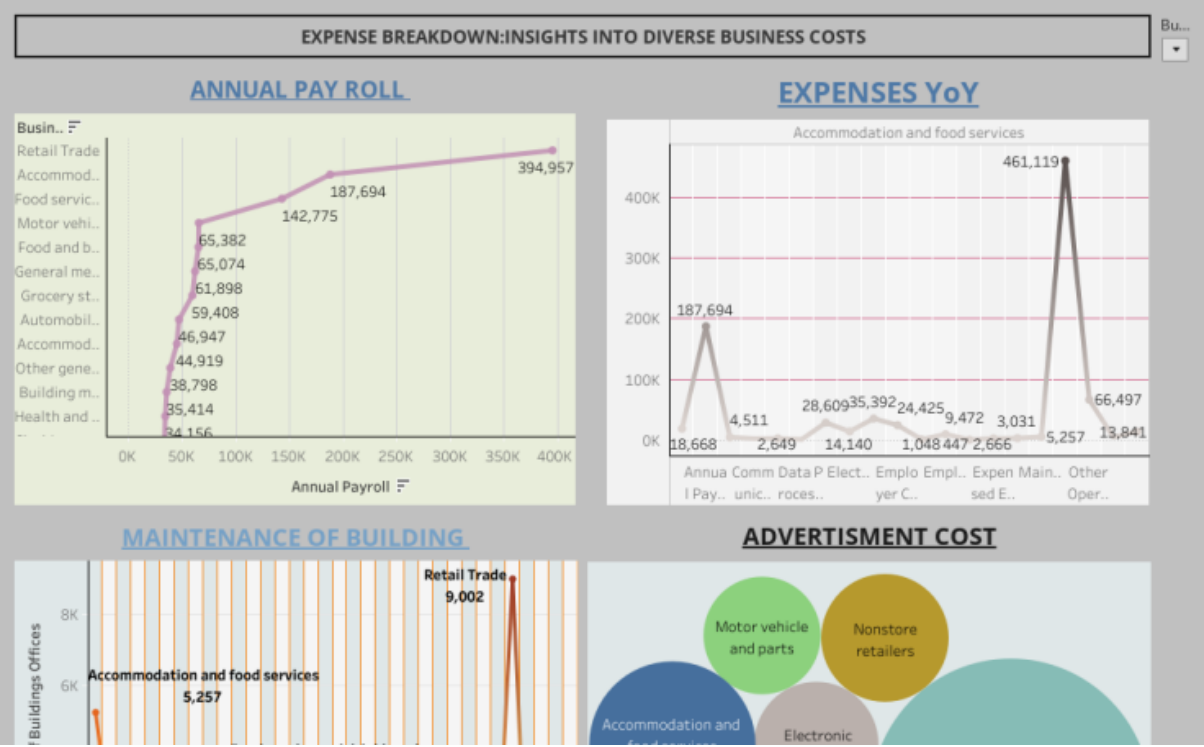 EXPENSE BREAKDOWN:INSIGHTS INTO DIVERSE BUSINESS COSTS
Bu...
ANNUAL PAY ROLL
Busin..
Retail Trade
Accommod..
Food servic..
Motor vehi..
Food and b..
General me..
Grocery st..
Automobil..
Accommod..
Other gene..
Building m..
Health and ..
394,957
187,694
142,775
65,382
65,074
61,898
59,408
46,947
44,919
38,798
35,414
34,156
0K 50K 100K 150K 200K 250K 300K 350K 400K
Annual Payroll
EXPENSES YoY
Accommodation and food services
400K
300K
200K
100K
0K
461,119
187,694
18,668
4,511
2,649
28,609
14,140
35,392
24,425
1,048
9,472
447
2,666
3,031
5,257
66,497
13,841
Annua Comm Data P Elect.. Emplo Empl.. Expen Main.. Other
l Pay.. unic.. roces.. yer C.. sed E.. Oper..
MAINTENANCE OF BUILDING
8K
6K
Buildings Offices
Retail Trade
9,002
Accommodation and food services
5,257
ADVERTISMENT COST
Motor vehicle
and parts
Nonstore
retailers
Accommodation and
food services
Electronic